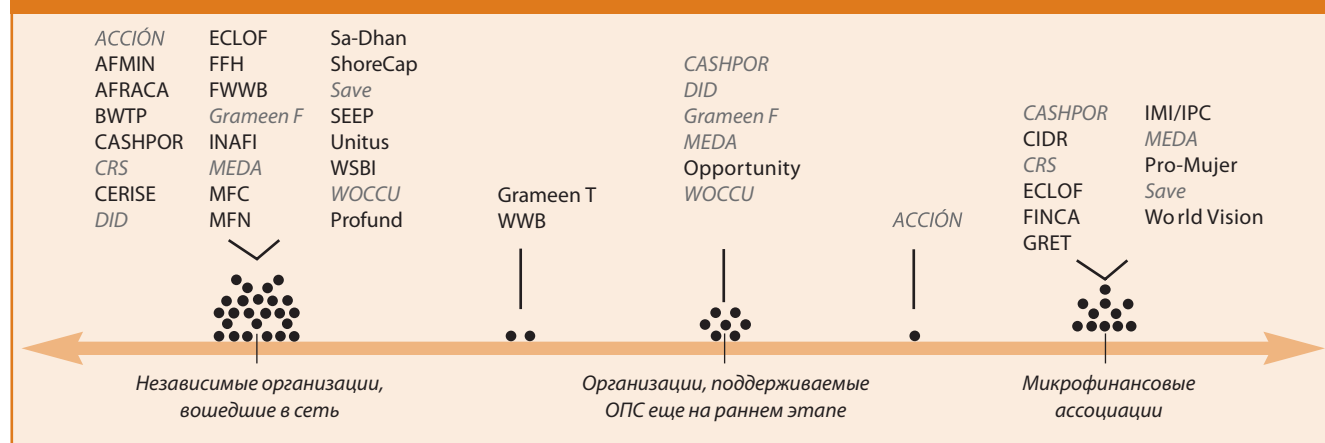 ACCIÓN
AFMIN
AFRACA
BWTP
CASHPOR
CRS
CERISE
DID
ECLOF
FFH
FWWB
Grameen F
INAFI
MEDA
MFC
MFN
Sa-Dhan
ShoreCap
Save
SEEP
Unitus
WSBI
WOCCU
Profund
Grameen T
WWB
CASHPOR
DID
Grameen F
MEDA
Opportunity
WOCCU
ACCIÓN
CASHPOR
CIDR
CRS
ECLOF
FINCA
GRET
IMI/IPC
MEDA
Pro-Mujer
Save
World Vision
Независимые организации,
вошедшие в сеть
Организации, поддерживаемые
ОПС еще на раннем этапе
Микрофинансовые
ассоциации